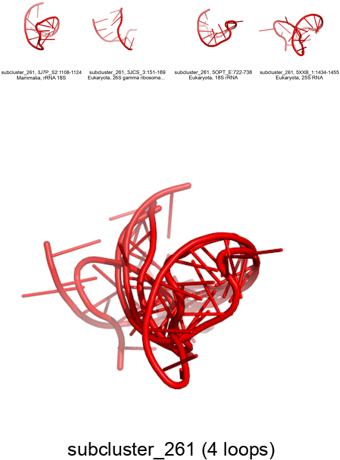 subcluster_261, 3J7P_S2:1108-1124
Mammalia, rRNA 18S
subcluster_261, 3JCS_3:151-169
Eukaryota, 26S gamma ribosome...
subcluster_261, 5OPT_E:722-738
Eukaryota, 18S rRNA
subcluster_261, 5XXB_1:1434-1455
Eukaryota, 25S RNA
subcluster_261 (4 loops)